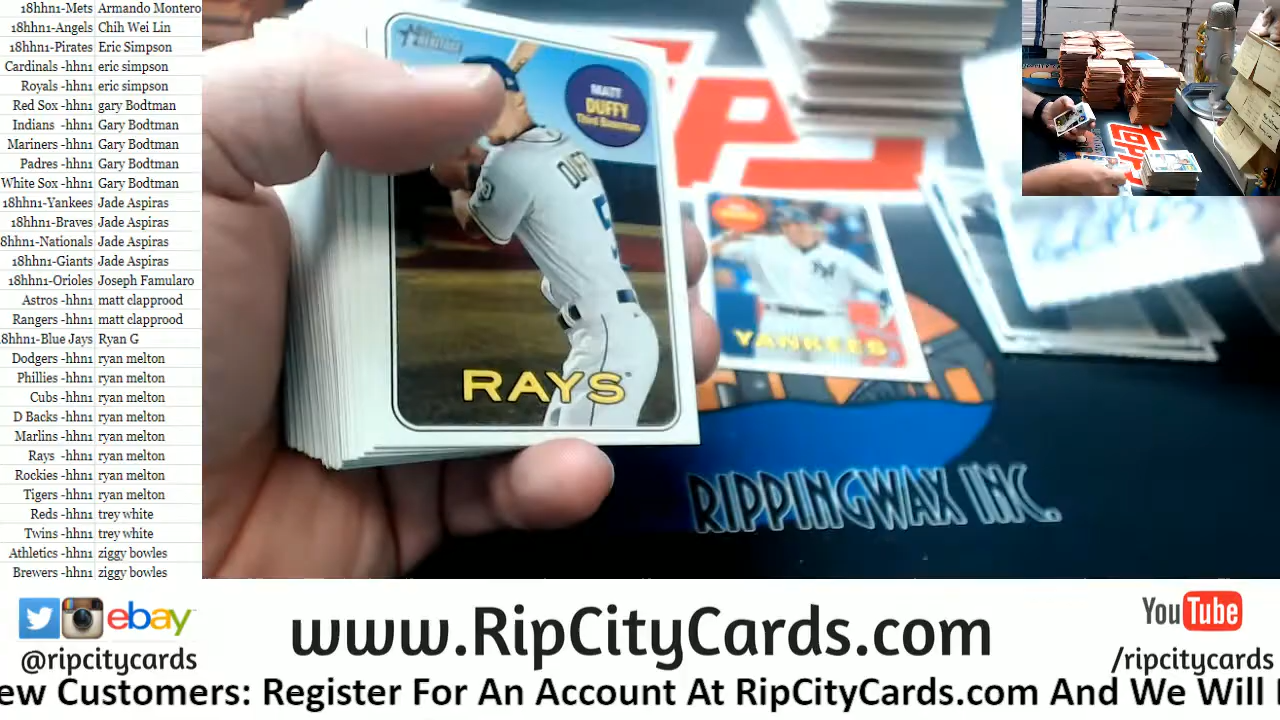 18hhn1-Mets Armando Montero
18hhn1-Angels Chih Wei Lin
18hhn1-Pirates Eric Simpson
Cardinals -hhn1 eric simpson
Royals -hhn1 eric simpson
Red Sox -hhn1 gary Bodtman
Indians -hhn1 Gary Bodtman
Mariners -hhn1 Gary Bodtman
Padres -hhn1 Gary Bodtman
White Sox -hhn1 Gary Bodtman
18hhn1-Yankees Jade Aspiras
18hhn1-Braves Jade Aspiras
8hhn1-Nationals Jade Aspiras
18hhn1-Giants Jade Aspiras
18hhn1-Orioles Joseph Famularo
Astros -hhn1 matt clapprood
Rangers -hhn1 matt clapprood
18hhn1-Blue Jays Ryan G
Dodgers -hhn1 ryan melton
Phillies -hhn1 ryan melton
Cubs -hhn1 ryan melton
D Backs -hhn1 ryan melton
Marlins -hhn1 ryan melton
Rays -hhn1 ryan melton
Rockies -hhn1 ryan melton
Tigers -hhn1 ryan melton
Reds -hhn1 trey white
Twins -hhn1 trey white
Athletics -hhn1 ziggy bowles
Brewers -hhn1 ziggy bowles
HERITAGE
MATT
DUFFY
Third Baseman
RAYS
YANKEES
RIPPINGWAX INC.
topps
ebay
@ripcitycards
www.RipCityCards.com
YouTube
/ripcitycards
ew Customers: Register For An Account At RipCityCards.com And We Will